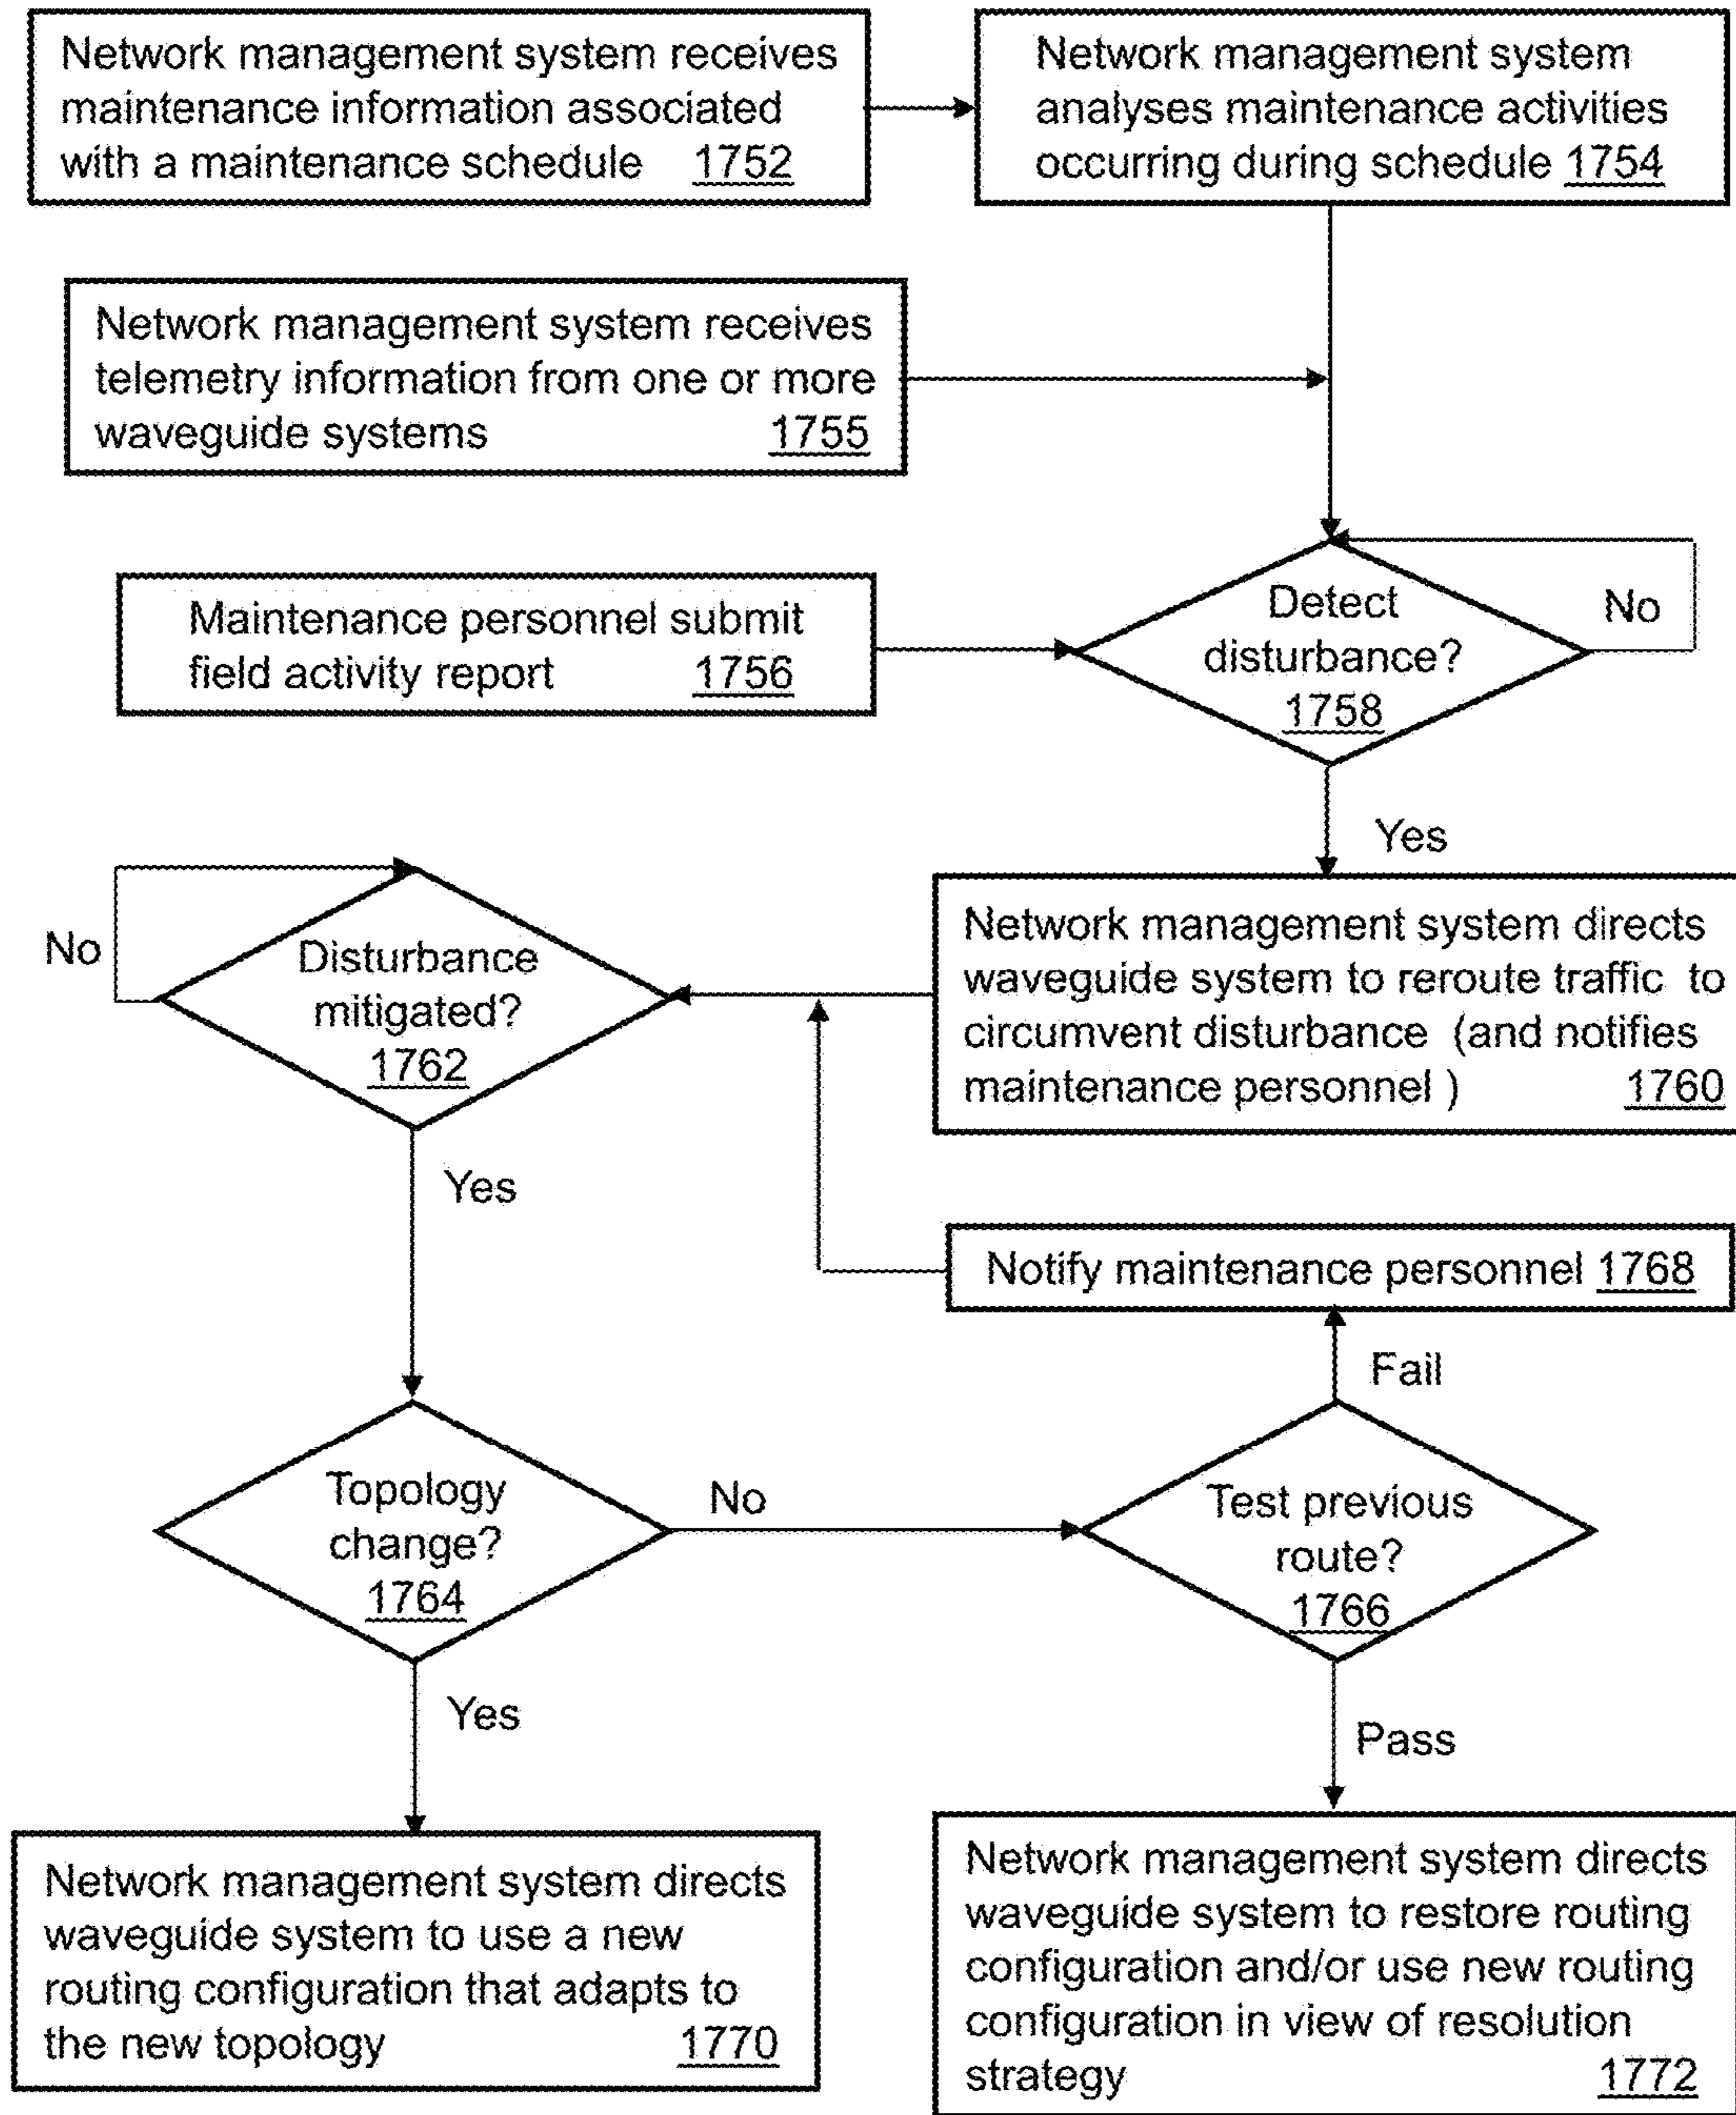 Network management system receives
maintenance information associated
with a maintenance schedule 1752
Network management system
analyses maintenance activities
occurring during schedule 1754
Network management system receives
telemetry information from one or more
waveguide systems 1755
Maintenance personnel submit
field activity report 1756
Detect
disturbance?
1758
No
Yes
Network management system directs
waveguide system to reroute traffic to
circumvent disturbance (and notifies
maintenance personnel ) 1760
No
Disturbance
mitigated?
1762
Yes
Notify maintenance personnel 1768
Fail
Topology
change?
1764
No
Test previous
route?
1766
Yes
Pass
Network management system directs
waveguide system to use a new
routing configuration that adapts to
the new topology 1770
Network management system directs
waveguide system to restore routing
configuration and/or use new routing
configuration in view of resolution
strategy 1772